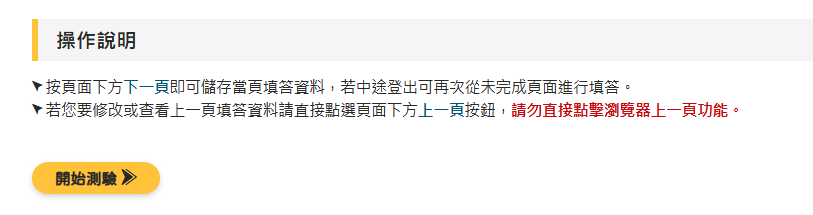 操作說明
按頁面下方下一頁即可儲存當頁填答資料，若中途登出可再次從未完成頁面進行填答。
若您要修改或查看上一頁填答資料請直接點選頁面下方上一頁按鈕，請勿直接點擊瀏覽器上一頁功能。
開始測驗